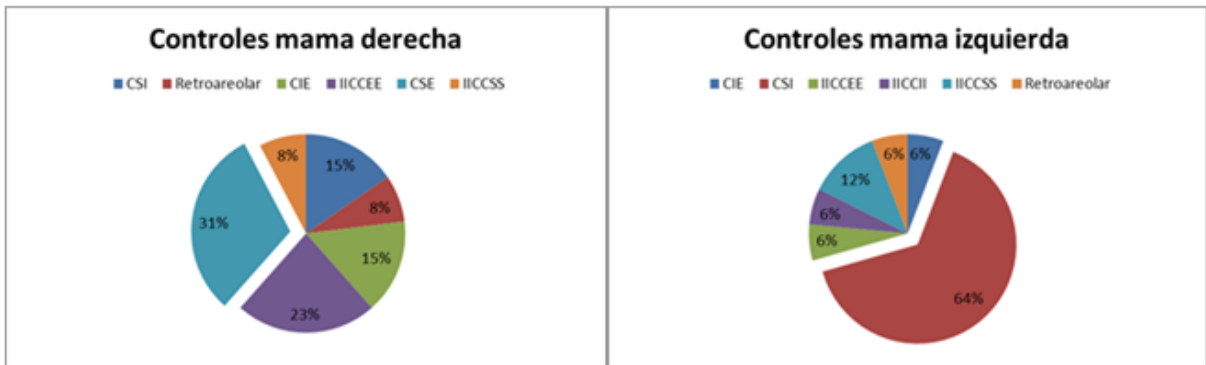 Controles mama derecha
CSI Retroareolar CIE IICCEE CSE IICCSS
8%
15%
31%
8%
15%
23%
Controles mama izquierda
CIE CSI IICCEE IICCII IICCSS Retroareolar
6% 6%
12%
6%
6%
64%